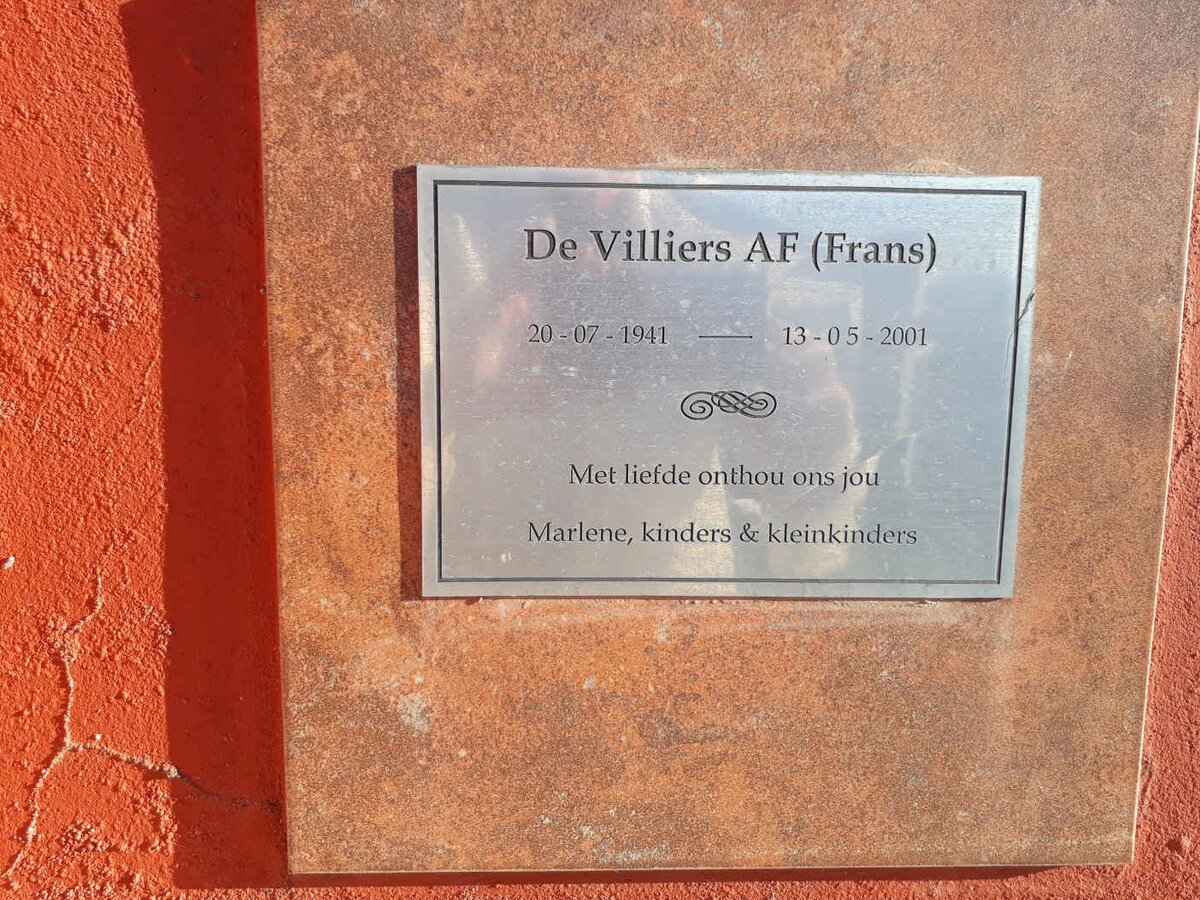 De Villiers AF (Frans)
20 - 07 - 1941 —— 13 - 0 5 - 2001
Met liefde onthou ons jou
Marlene, kinders & kleinkinders